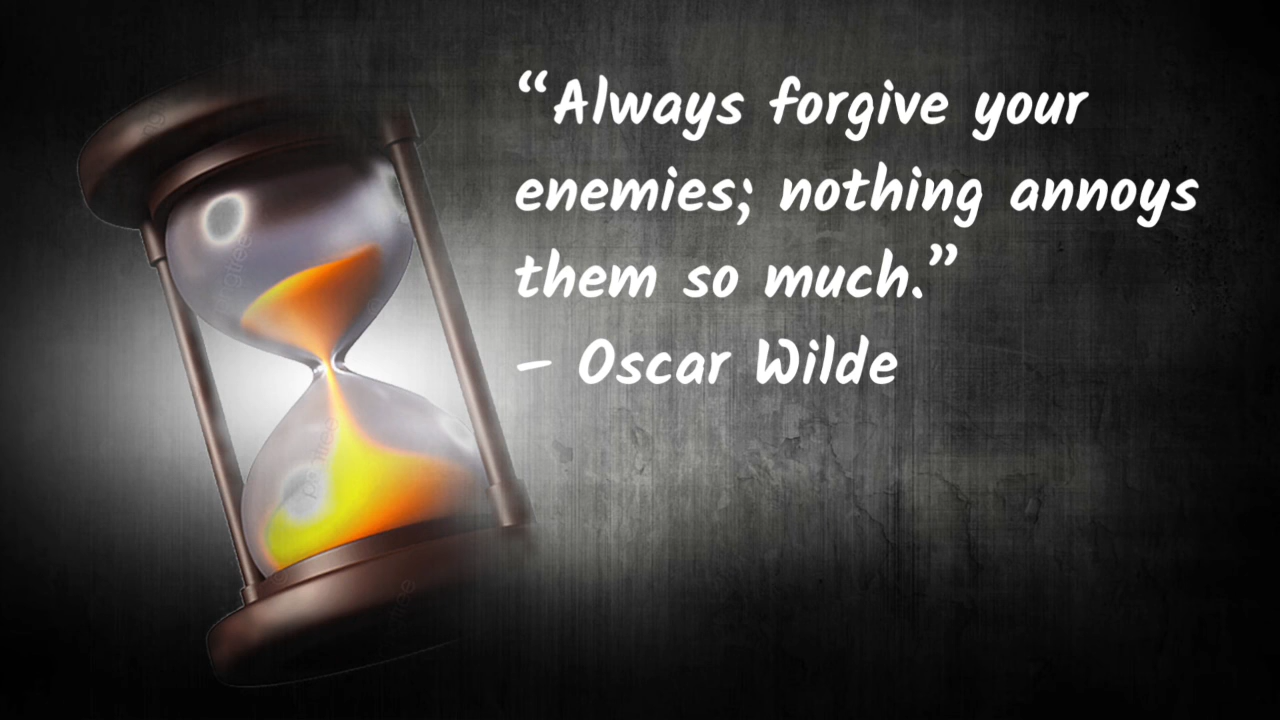 “Always forgive your
enemies; nothing annoys
them so much.”
– Oscar Wilde